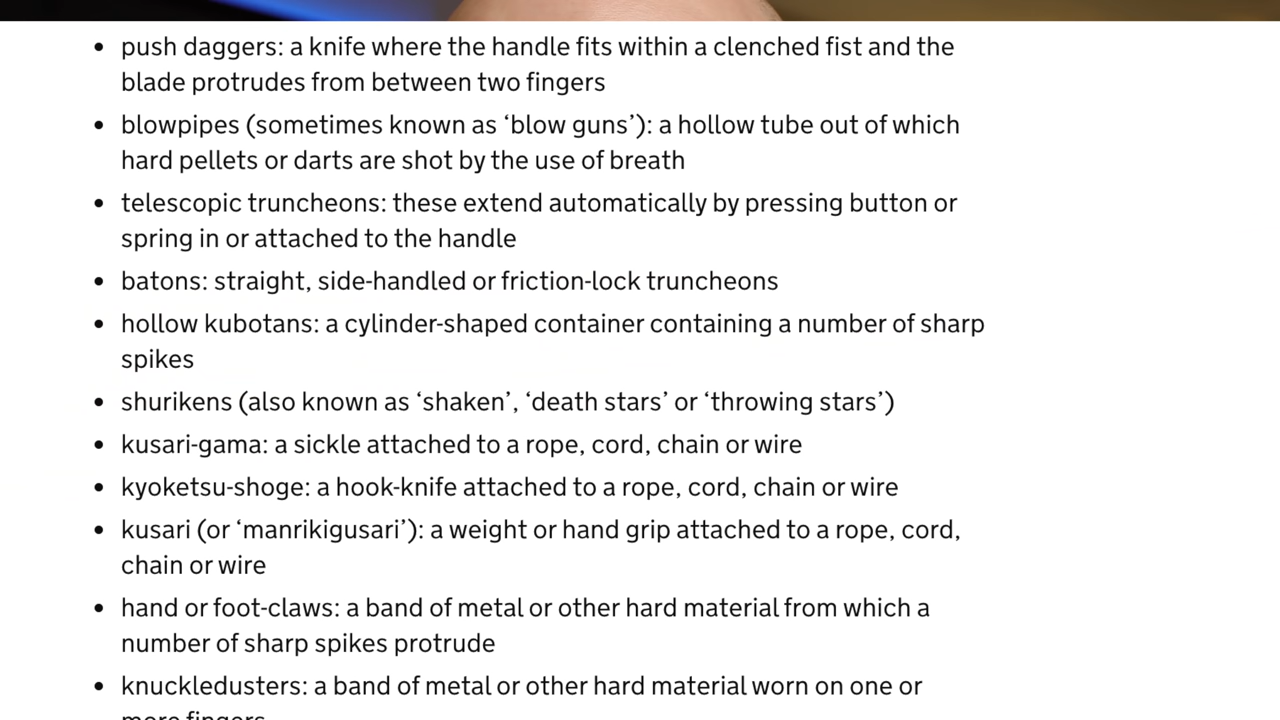 push daggers: a knife where the handle fits within a clenched fist and the
blade protrudes from between two fingers
blowpipes (sometimes known as ‘blow guns’): a hollow tube out of which
hard pellets or darts are shot by the use of breath
telescopic truncheons: these extend automatically by pressing button or
spring in or attached to the handle
batons: straight, side-handled or friction-lock truncheons
hollow kubotans: a cylinder-shaped container containing a number of sharp
spikes
shurikens (also known as ‘shaken’, ‘death stars’ or ‘throwing stars’)
kusari-gama: a sickle attached to a rope, cord, chain or wire
kyoketsu-shoge: a hook-knife attached to a rope, cord, chain or wire
kusari (or ‘manrikigusari’): a weight or hand grip attached to a rope, cord,
chain or wire
hand or foot-claws: a band of metal or other hard material from which a
number of sharp spikes protrude
knuckledusters: a band of metal or other hard material worn on one or
more fingers